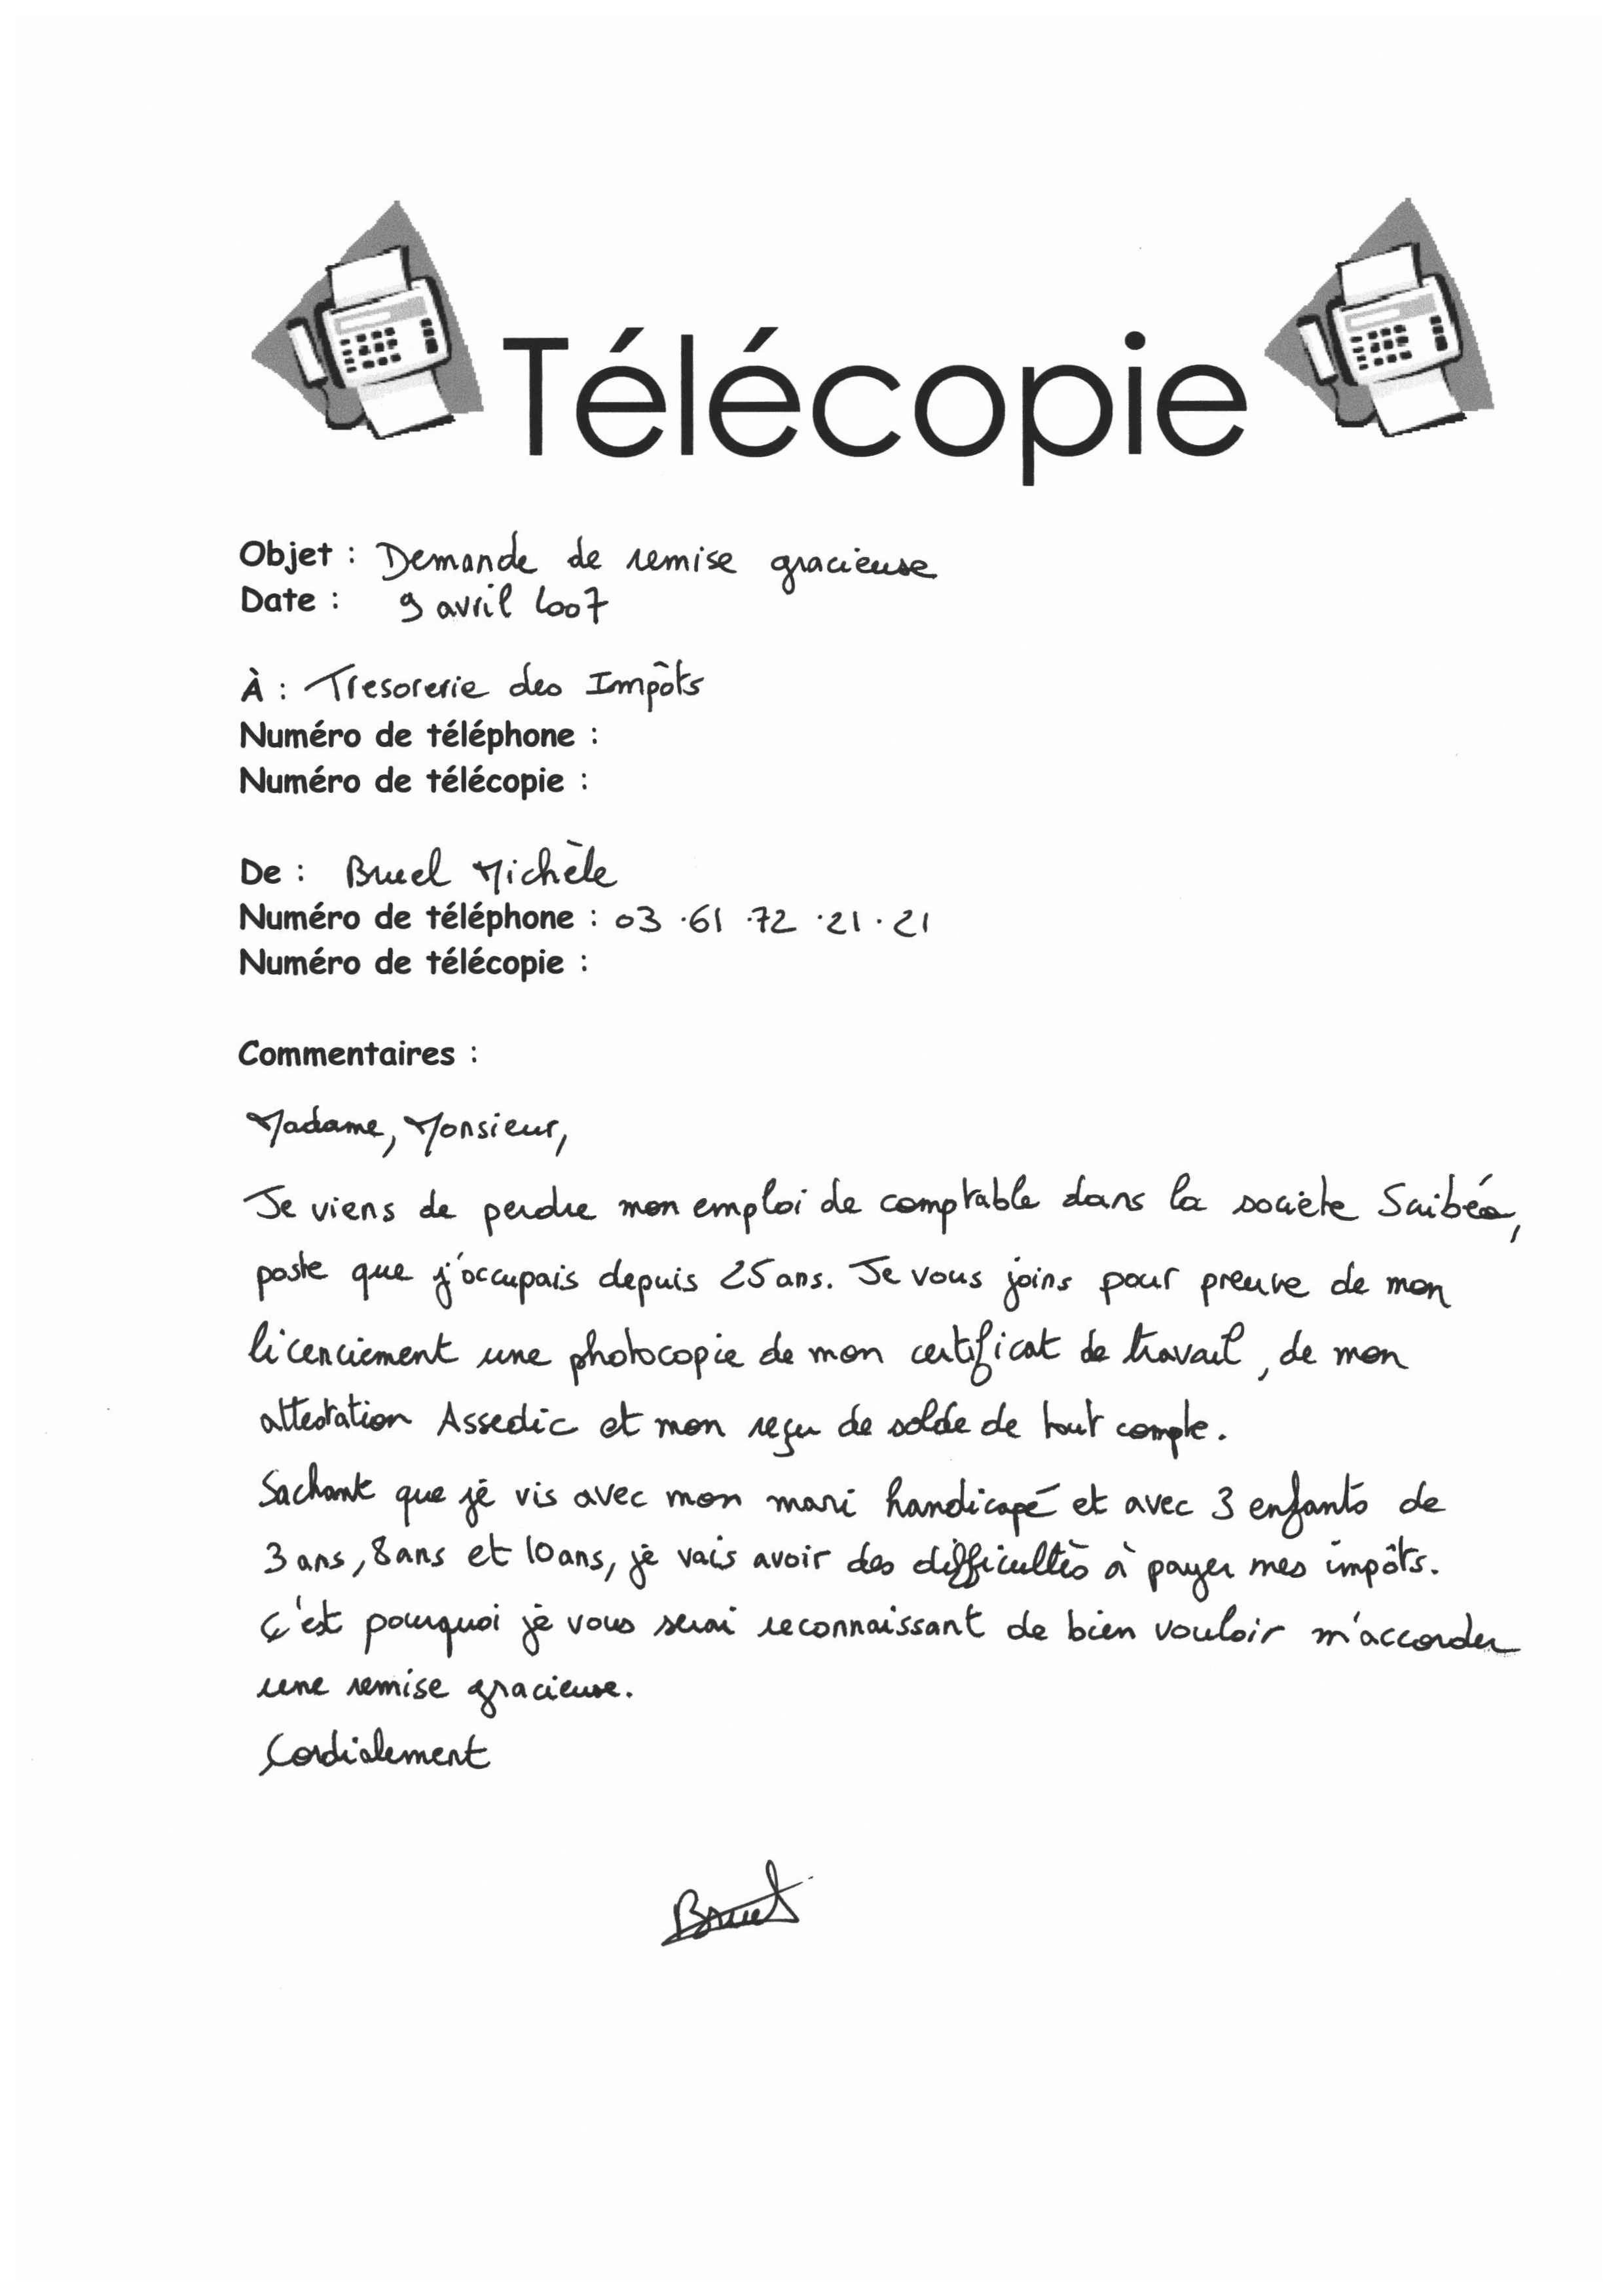 Télécopie
Objet : Demande de remise gracieuse
Date : 9 avril 2007
À : Tresorerie des Impôts
Numéro de téléphone :
Numéro de télécopie :
De : Bruel Michèle
Numéro de téléphone : 03.61.72.21.21
Numéro de télécopie :
Commentaires :
Madame, Monsieur,
Je viens de perdre mon emploi de comptable dans la société Saibéo,
poste que j'occupais depuis 25 ans. Je vous joins pour preuve de mon
licenciement une photocopie de mon certificat de travail, de mon
attestation Assedic et mon reçu de solde de tout compte.
Sachant que je vis avec mon mari handicapé et avec 3 enfants de
3 ans, 8 ans et 10 ans, je vais avoir des difficultés à payer mes impôts.
C'est pourquoi je vous serai reconnaissant de bien vouloir m'accorder
une remise gracieuse.
Cordialement
Bruel